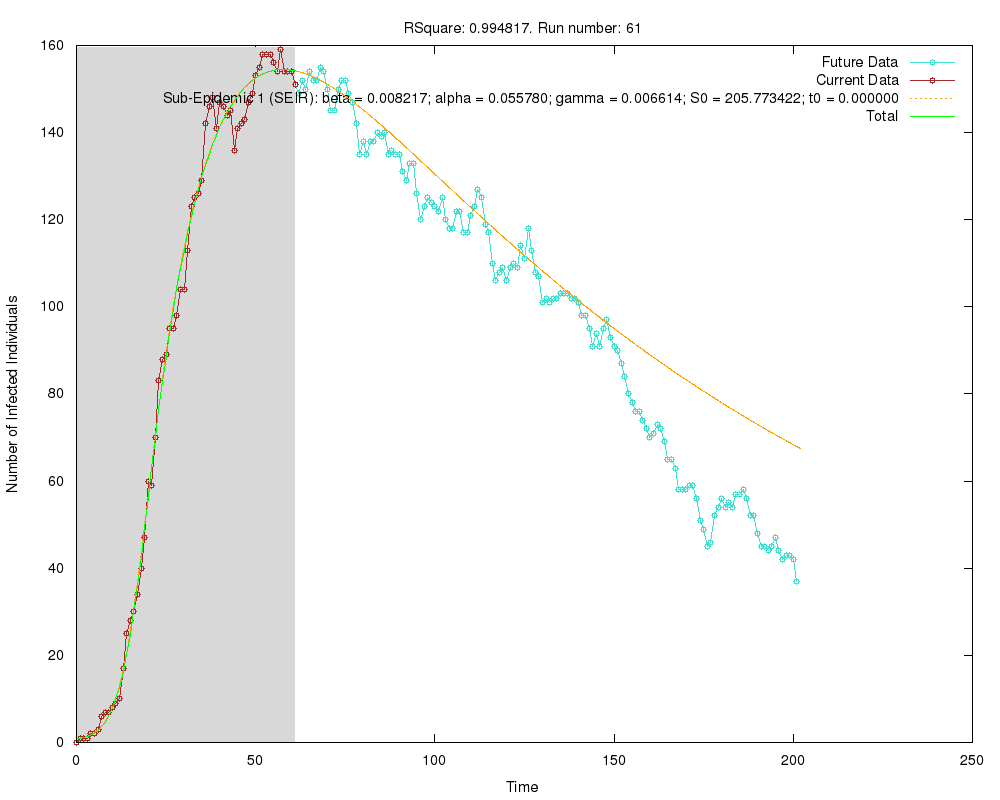 RSquare: 0.994817. Run number: 61
160
140
120
100
80
60
40
20
0
0 50 100 150 200 250
Number of Infected Individuals
Time
Future Data
Current Data
Sub-Epidemic 1 (SEIR): beta = 0.008217; alpha = 0.055780; gamma = 0.006614; S0 = 205.773422; t0 = 0.000000
Total